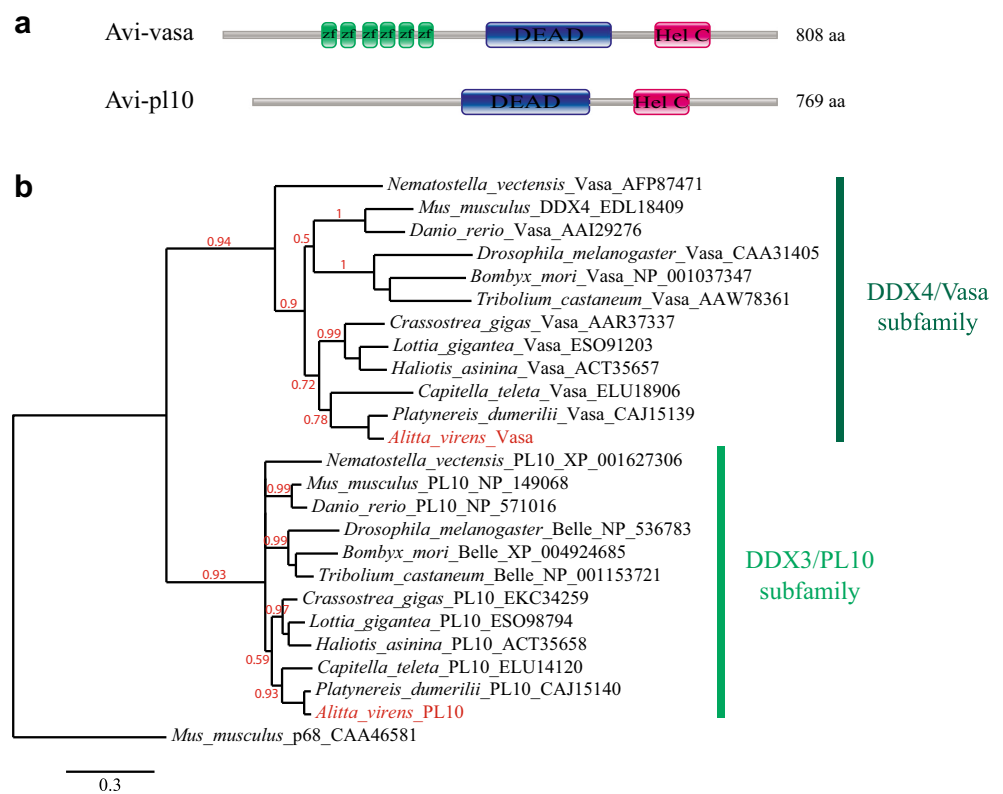 a
Avi-vasa
zf zf zf zf zf zf
DEAD
Hel C
808 aa
Avi-pl10
DEAD
Hel C
769 aa
b
Nematostella_vectensis_Vasa_AFP87471
Mus_musculus_DDX4_EDL18409
1
Danio_rerio_Vasa_AAI29276
0.94
0.5
Drosophila_melanogaster_Vasa_CAA31405
1
Bombyx_mori_Vasa_NP_001037347
Tribolium_castaneum_Vasa_AAW78361
0.9
DDX4/Vasa
subfamily
Crassostrea_gigas_Vasa_AAR37337
0.99
Lottia_gigantea_Vasa_ESO91203
Haliotis_asinina_Vasa_ACT35657
0.72
Capitella_teleta_Vasa_ELU18906
0.78
Platynereis_dumerilii_Vasa_CAJ15139
Alitta_virens_Vasa
Nematostella_vectensis_PL10_XP_001627306
Mus_musculus_PL10_NP_149068
0.99
Danio_rerio_PL10_NP_571016
Drosophila_melanogaster_Belle_NP_536783
0.99
Bombyx_mori_Belle_XP_004924685
Tribolium_castaneum_Belle_NP_001153721
0.93
DDX3/PL10
subfamily
Crassostrea_gigas_PL10_EKC34259
0.97
Lottia_gigantea_PL10_ESO98794
Haliotis_asinina_PL10_ACT35658
0.59
Capitella_teleta_PL10_ELU14120
0.93
Platynereis_dumerilii_PL10_CAJ15140
Alitta_virens_PL10
Mus_musculus_p68_CAA46581
0.3